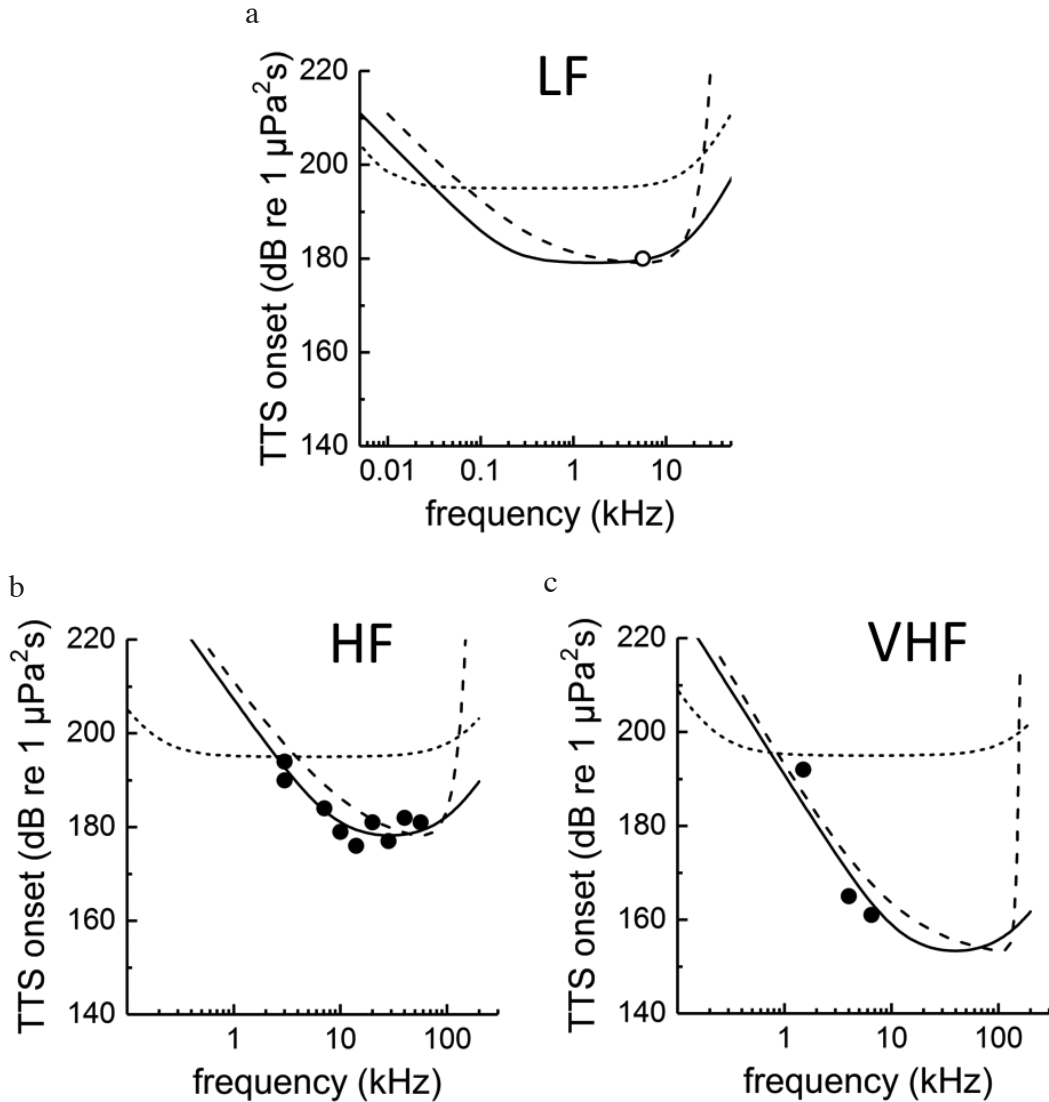 a
LF
TTS onset (dB re 1 µPa²s)
220
200
180
160
140
0.01 0.1 1 10
frequency (kHz)
b
HF
TTS onset (dB re 1 µPa²s)
220
200
180
160
140
1 10 100
frequency (kHz)
c
VHF
TTS onset (dB re 1 µPa²s)
220
200
180
160
140
1 10 100
frequency (kHz)